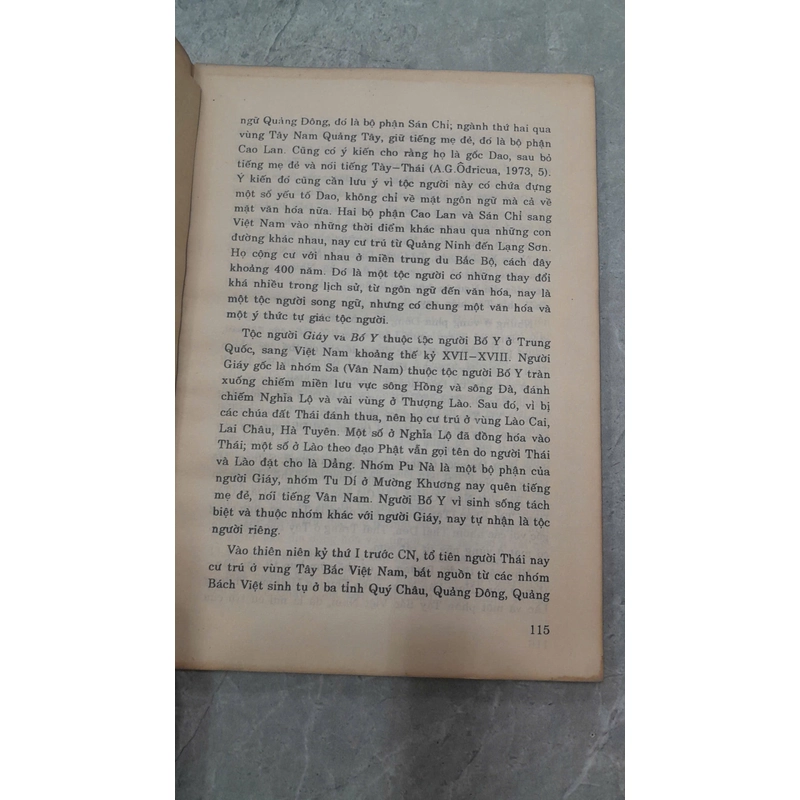 ngữ Quảng Đông, đó là bộ phận Sán Chỉ; ngành thứ hai qua
vùng Tây Nam Quảng Tây, giữ tiếng mẹ đẻ, đó là bộ phận
Cao Lan. Cũng có ý kiến cho rằng họ là gốc Dao, sau bỏ
tiếng mẹ đẻ và nói tiếng Tày—Thái (A.G.Ôđricua, 1973, 5).
Ý kiến đó cũng cần lưu ý vì tộc người này có chứa đựng
một số yếu tố Dao, không chỉ về mặt ngôn ngữ mà cả về
mặt văn hóa nữa. Hai bộ phận Cao Lan và Sán Chỉ sang
Việt Nam vào những thời điểm khác nhau qua những con
đường khác nhau, nay cư trú từ Quảng Ninh đến Lạng Sơn.
Họ cộng cư với nhau ở miền trung du Bắc Bộ, cách đây
khoảng 400 năm. Đó là một tộc người có những thay đổi
khá nhiều trong lịch sử, từ ngôn ngữ đến văn hóa, nay là
một tộc người song ngữ, nhưng có chung một văn hóa và
một ý thức tự giác tộc người.
Tộc người Giáy và Bố Y thuộc tộc người Bố Y ở Trung
Quốc, sang Việt Nam khoảng thế kỷ XVII—XVIII. Người
Giáy gốc là nhóm Sa (Vân Nam) thuộc tộc người Bố Y tràn
xuống chiếm miền lưu vực sông Hồng và sông Đà, đánh
chiếm Nghĩa Lộ và vài vùng ở Thượng Lào. Sau đó, vì bị
các chúa đất Thái đánh thua, nên họ cư trú ở vùng Lào Cai,
Lai Châu, Hà Tuyên. Một số ở Nghĩa Lộ đã đồng hóa vào
Thái; một số ở Lào theo đạo Phật vẫn gọi tên do người Thái
và Lào đặt cho là Dẳng. Nhóm Pu Nà là một bộ phận của
người Giáy, nhóm Tu Dí ở Mường Khương nay quên tiếng
mẹ đẻ, nói tiếng Vân Nam. Người Bố Y vì sinh sống tách
biệt và thuộc nhóm khác với người Giáy, nay tự nhận là tộc
người riêng.
Vào thiên niên kỷ thứ I trước CN, tổ tiên người Thái nay
cư trú ở vùng Tây Bắc Việt Nam, bắt nguồn từ các nhóm
Bách Việt sinh tụ ở ba tỉnh Quý Châu, Quảng Đông, Quảng
115